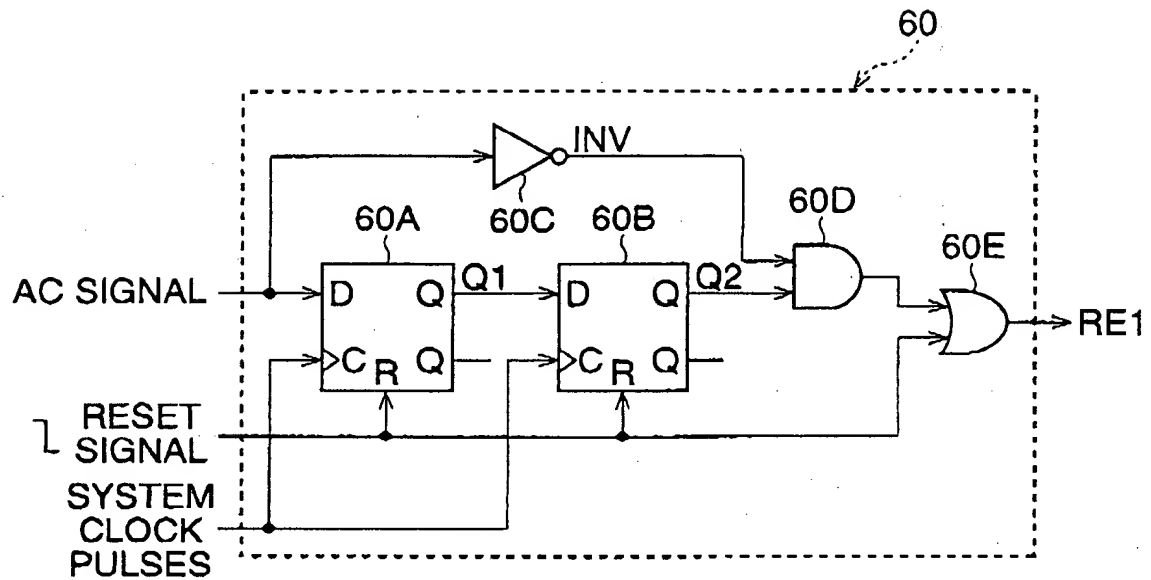 60
INV
60C
60A
60B
60D
60E
AC SIGNAL
D
Q
Q1
D
Q
Q2
RE1
C
R
Q
C
R
Q
RESET
SIGNAL
SYSTEM
CLOCK
PULSES